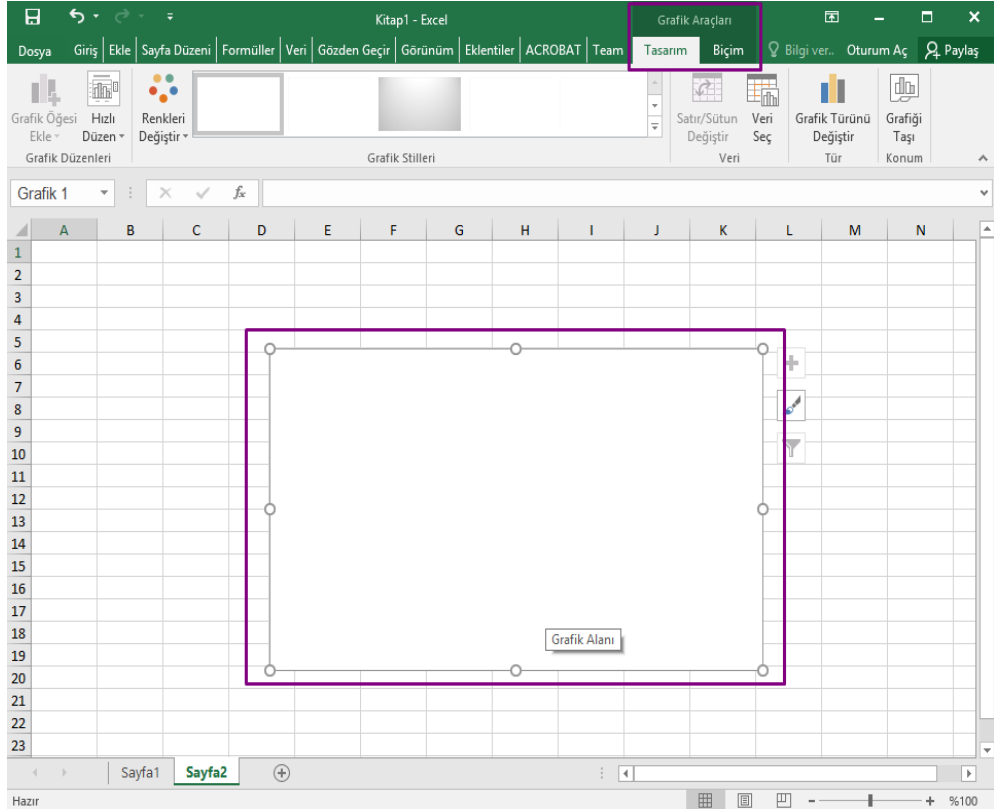 Kitap1 - Excel
Grafik Araçları
Dosya Giriş Ekle Sayfa Düzeni Formüller Veri Gözden Geçir Görünüm Eklentiler ACROBAT Team Tasarım Biçim Bilgi ver.. Oturum Aç Paylaş
Grafik Öğesi Ekle
Hızlı Düzen
Renkleri Değiştir
Satır/Sütun Değiştir
Veri Seç
Grafik Türünü Değiştir
Grafiği Taşı
Grafik Düzenleri Grafik Stilleri Veri Tür Konum
Grafik 1 fx
A B C D E F G H I J K L M N
1
2
3
4
5
6
7
8
9
10
11
12
13
14
15
16
17
18
Grafik Alanı
19
20
21
22
23
Sayfa1 Sayfa2
Hazır %100